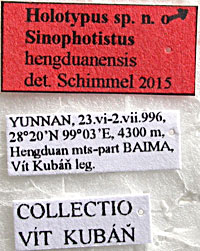 Holotypus sp. n. ♂
Sinophotistus
hengduanensis
det. Schimmel 2015
YUNNAN, 23.vi-2.vii.996,
28°20'N 99°03'E, 4300 m,
Hengduan mts-part BAIMA,
Vít Kubáň leg.
COLLECTIO
VÍT KUBÁŇ